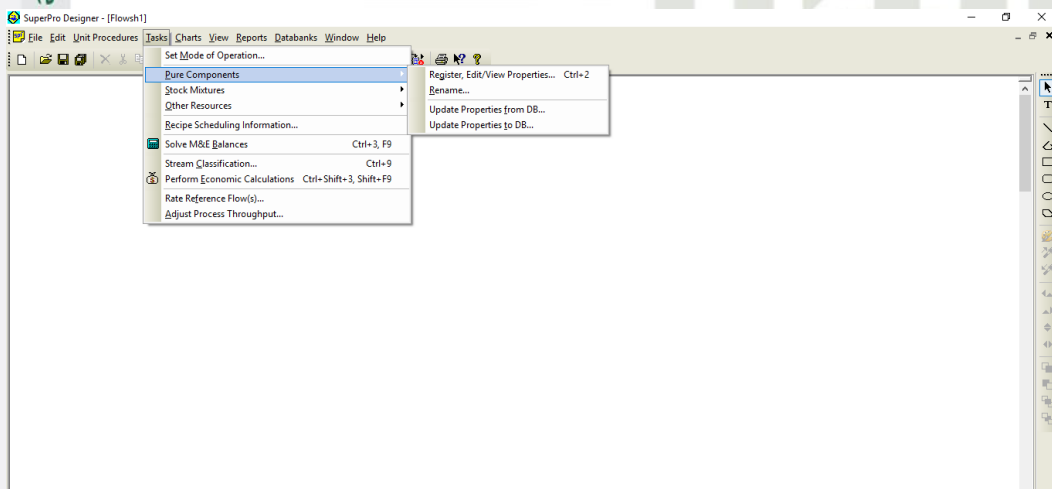 SuperPro Designer - [Flowsh1]
File Edit Unit Procedures Tasks Charts View Reports Databanks Window Help
Set Mode of Operation...
Pure Components
Stock Mixtures
Other Resources
Recipe Scheduling Information...
Solve M&E Balances Ctrl+3, F9
Stream Classification... Ctrl+9
Perform Economic Calculations Ctrl+Shift+3, Shift+F9
Rate Reference Flow(s)...
Adjust Process Throughput...
Register, Edit/View Properties... Ctrl+2
Rename...
Update Properties from DB...
Update Properties to DB...
T